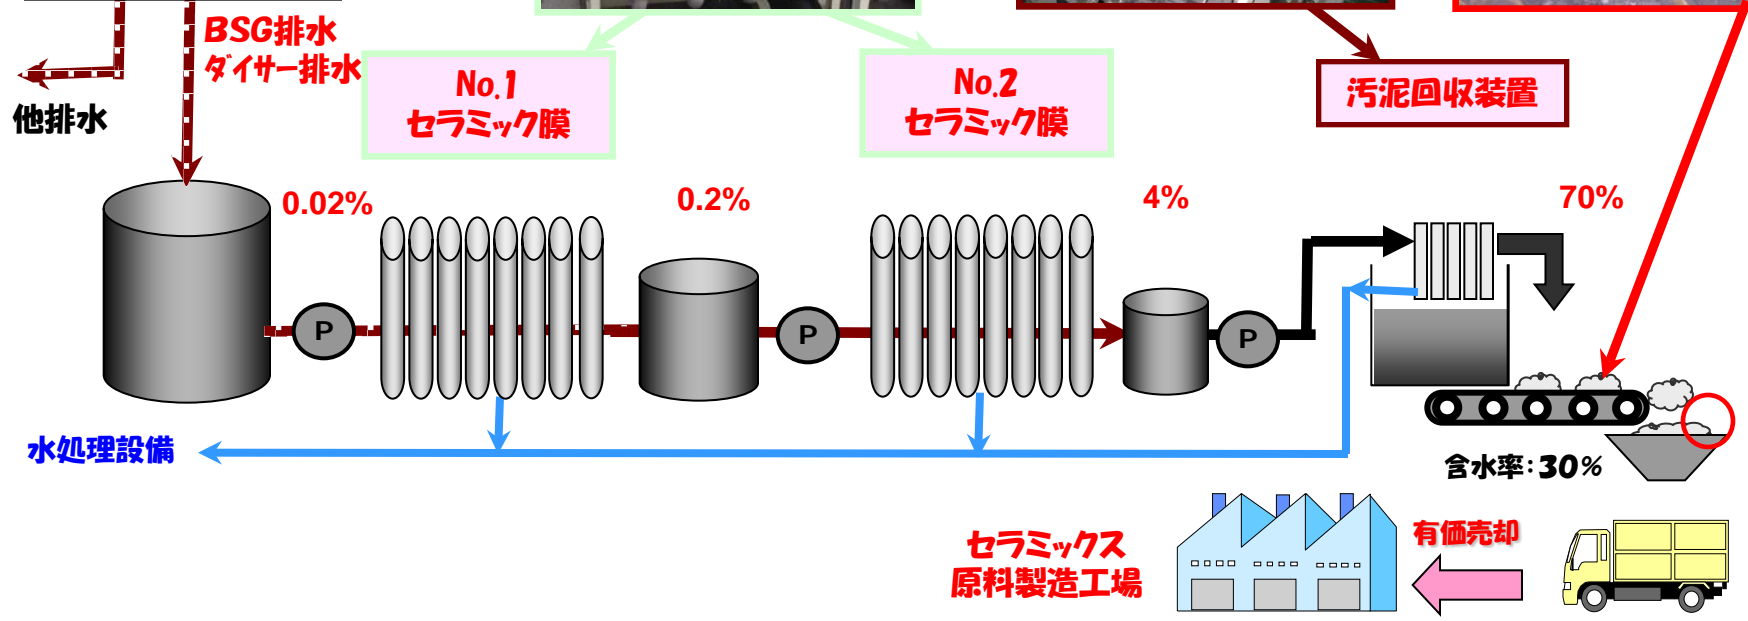 BSG排水
ダイサー排水
他排水
No.1
セラミック膜
No.2
セラミック膜
汚泥回収装置
0.02%
0.2%
4%
70%
P
P
P
水処理設備
含水率：30%
セラミックス
原料製造工場
有価売却